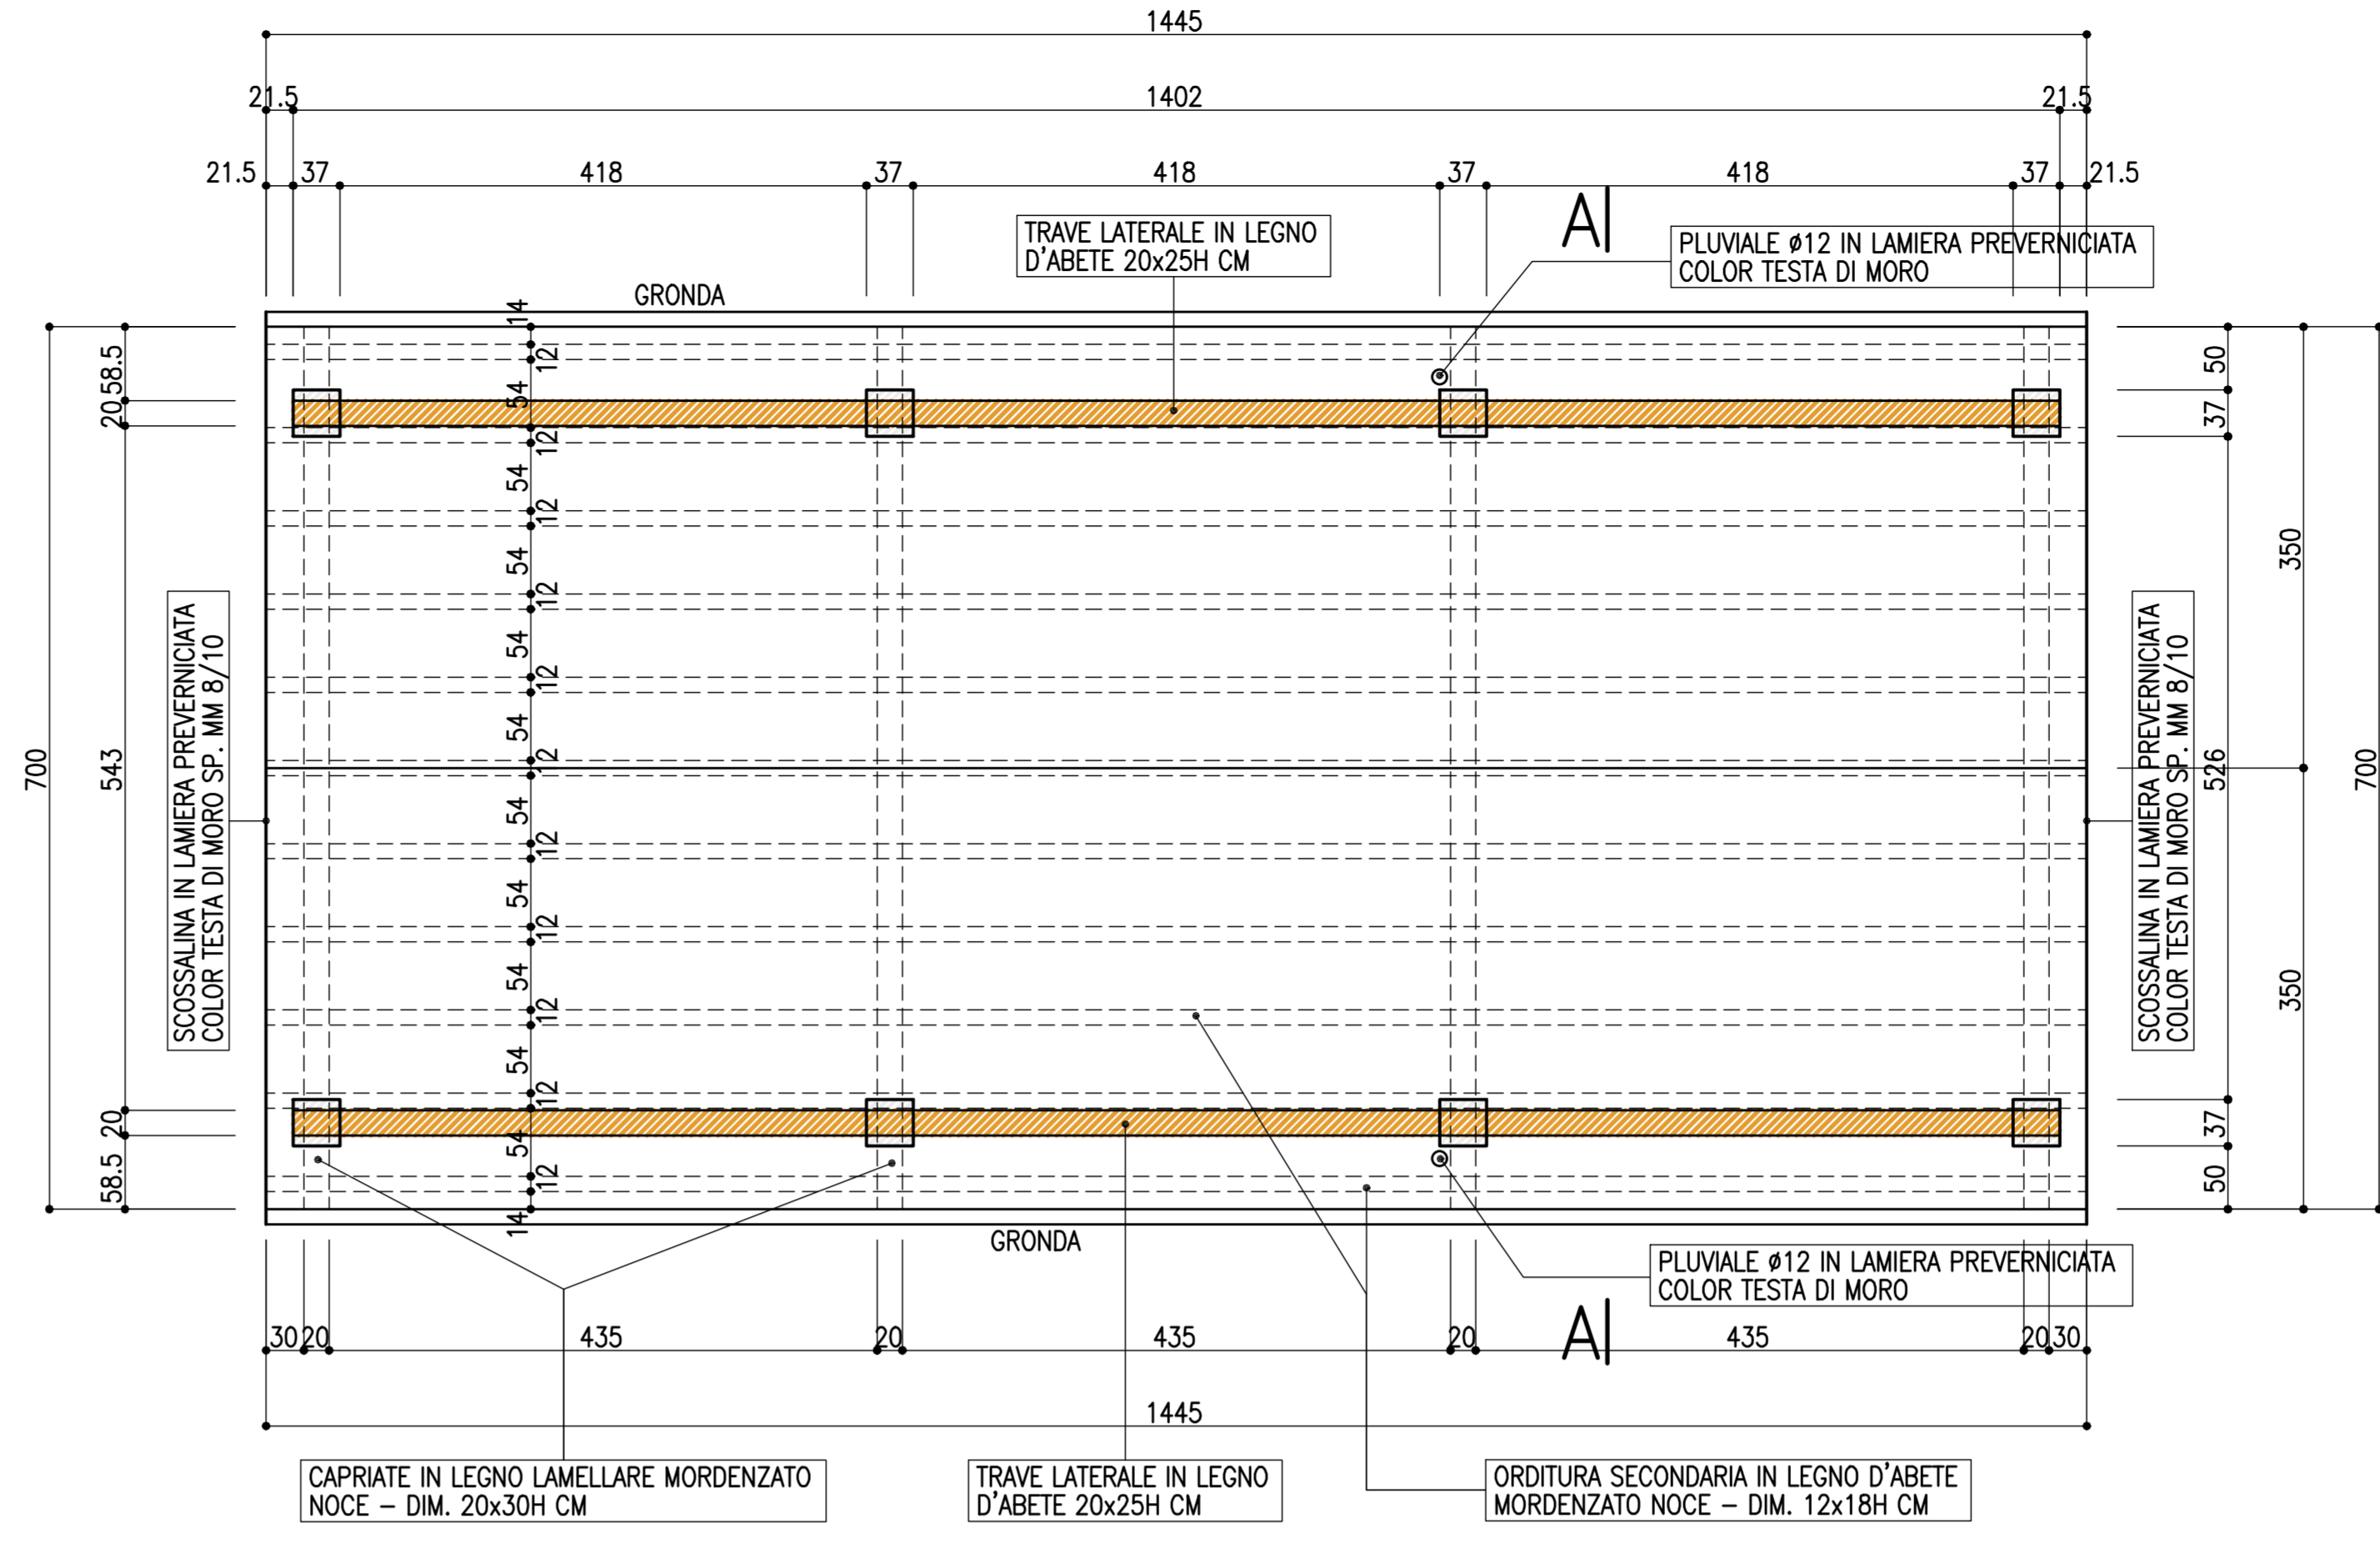 1445
21.5 1402 21.5
21.5 37 418 37 418 37 418 37 21.5
TRAVE LATERALE IN LEGNO
D'ABETE 20x25H CM
A
PLUVIALE ø12 IN LAMIERA PREVERNICIATA
COLOR TESTA DI MORO
GRONDA
700
58.5
20
543
20
58.5
SCOSSALINA IN LAMIERA PREVERNICIATA
COLOR TESTA DI MORO SP. MM 8/10
14
12
54
12
54
12
54
12
54
12
54
12
54
12
54
12
54
12
54
12
54
12
14
SCOSSALINA IN LAMIERA PREVERNICIATA
COLOR TESTA DI MORO SP. MM 8/10
50
37
526
37
50
350
350
700
GRONDA
PLUVIALE ø12 IN LAMIERA PREVERNICIATA
COLOR TESTA DI MORO
A
30 20 435 20 435 20 435 20 30
1445
CAPRIATE IN LEGNO LAMELLARE MORDENZATO
NOCE – DIM. 20x30H CM
TRAVE LATERALE IN LEGNO
D'ABETE 20x25H CM
ORDITURA SECONDARIA IN LEGNO D'ABETE
MORDENZATO NOCE – DIM. 12x18H CM